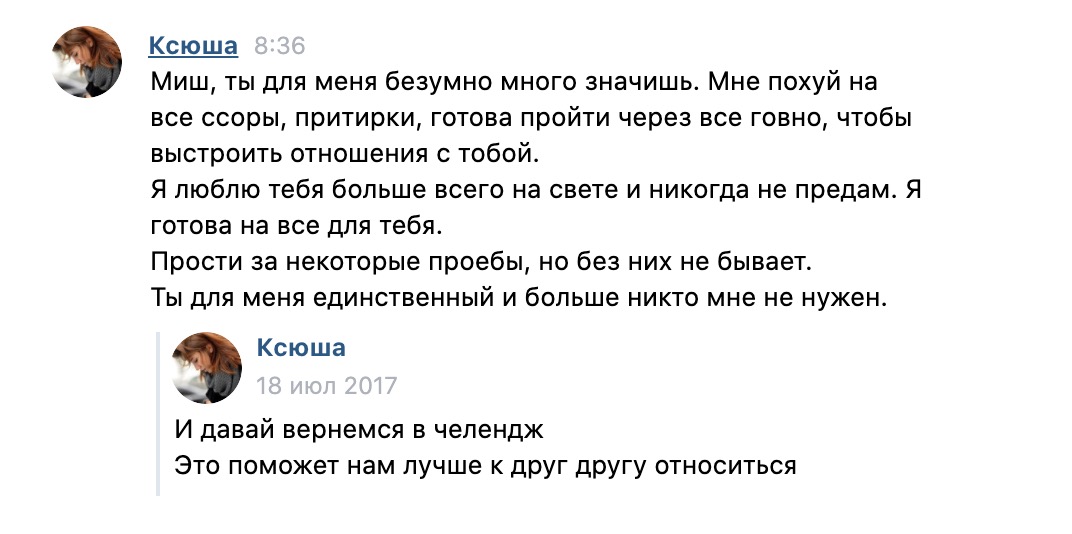 Ксюша 8:36
Миш, ты для меня безумно много значишь. Мне похуй на
все ссоры, притирки, готова пройти через все говно, чтобы
выстроить отношения с тобой.
Я люблю тебя больше всего на свете и никогда не предам. Я
готова на все для тебя.
Прости за некоторые проебы, но без них не бывает.
Ты для меня единственный и больше никто мне не нужен.
Ксюша
18 июл 2017
И давай вернемся в челендж
Это поможет нам лучше к друг другу относиться